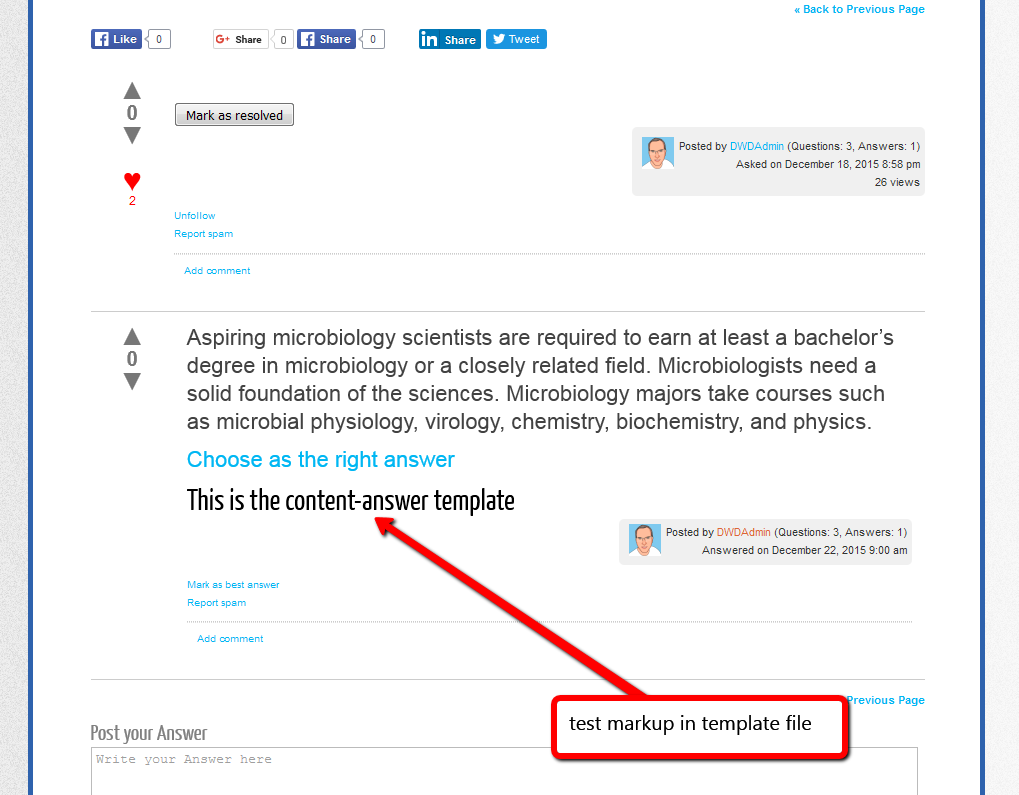 « Back to Previous Page
Like 0 Share 0 Share 0 Share Tweet
0
Mark as resolved
Posted by DWDAdmin (Questions: 3, Answers: 1)
Asked on December 18, 2015 8:58 pm
26 views
2
Unfollow
Report spam
Add comment
0
Aspiring microbiology scientists are required to earn at least a bachelor’s
degree in microbiology or a closely related field. Microbiologists need a
solid foundation of the sciences. Microbiology majors take courses such
as microbial physiology, virology, chemistry, biochemistry, and physics.
Choose as the right answer
This is the content-answer template
Posted by DWDAdmin (Questions: 3, Answers: 1)
Answered on December 22, 2015 9:00 am
Mark as best answer
Report spam
Add comment
Previous Page
test markup in template file
Post your Answer
Write your Answer here